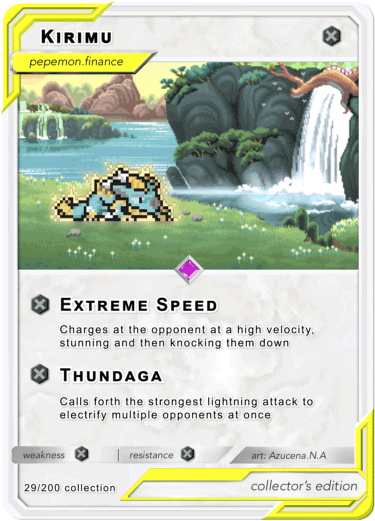 Kirimu
pepemon.finance
Extreme Speed
Charges at the opponent at a high velocity,
stunning and then knocking them down
Thundaga
Calls forth the strongest lightning attack to
electrify multiple opponents at once
weakness | resistance art: Azucena.N.A
29/200 collection collector's edition